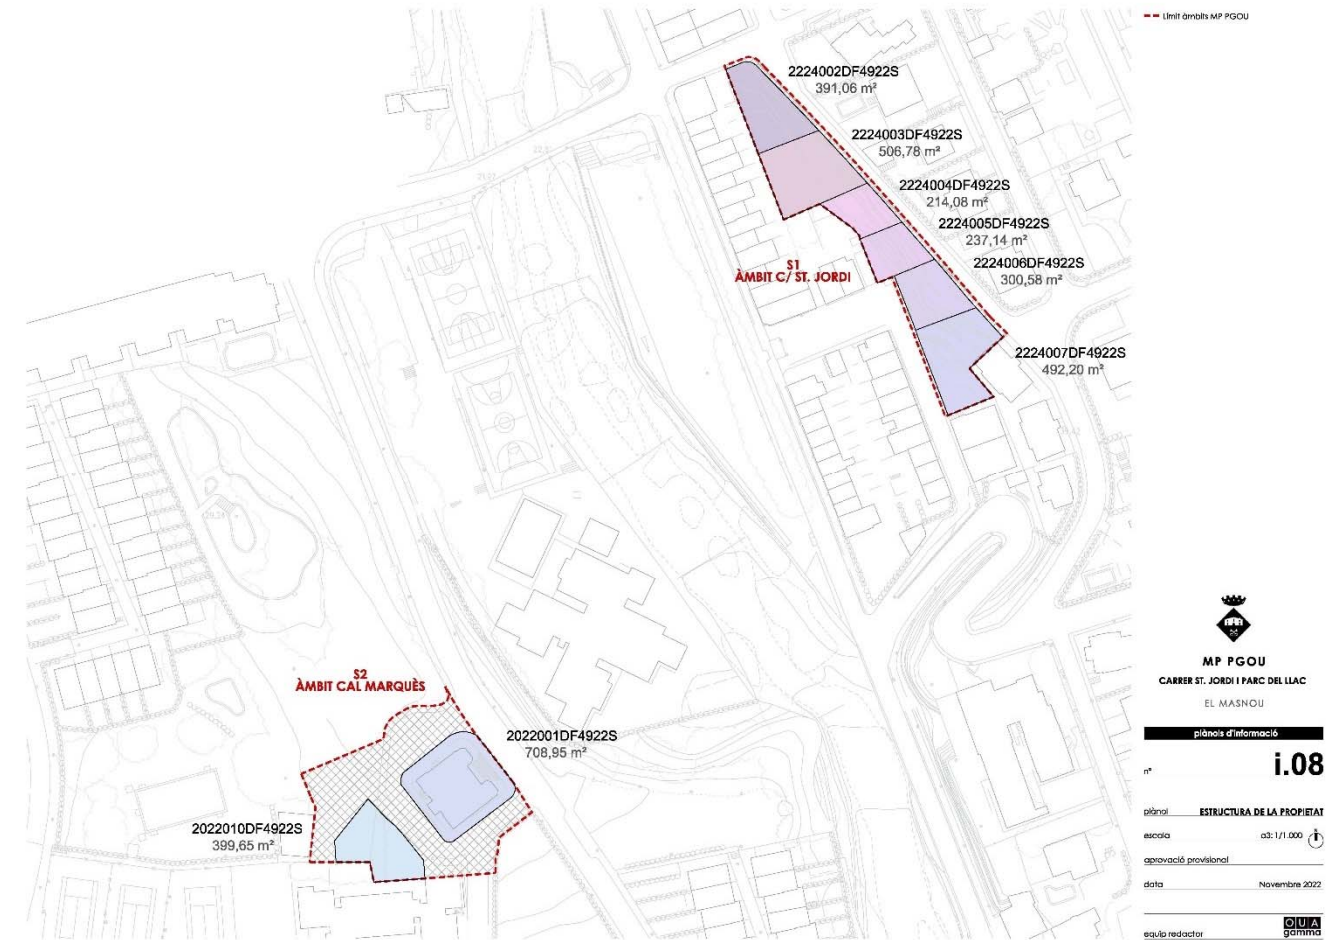 Límit àmbits MP PGOU
2224002DF4922S
391,06 m²
2224003DF4922S
506,78 m²
2224004DF4922S
214,08 m²
2224005DF4922S
237,14 m²
2224006DF4922S
300,58 m²
S1
ÀMBIT C/ ST. JORDI
2224007DF4922S
492,20 m²
S2
ÀMBIT CAL MARQUÈS
2022001DF4922S
708,95 m²
2022010DF4922S
399,65 m²
MP PGOU
CARRER ST. JORDI I PARC DEL LLAC
EL MASNOU
plànols d'informació
nº
i.08
plànol ESTRUCTURA DE LA PROPIETAT
escala a3: 1/1.000
aprovació provisional
data Novembre 2022
equip redactor
OUA
gamma